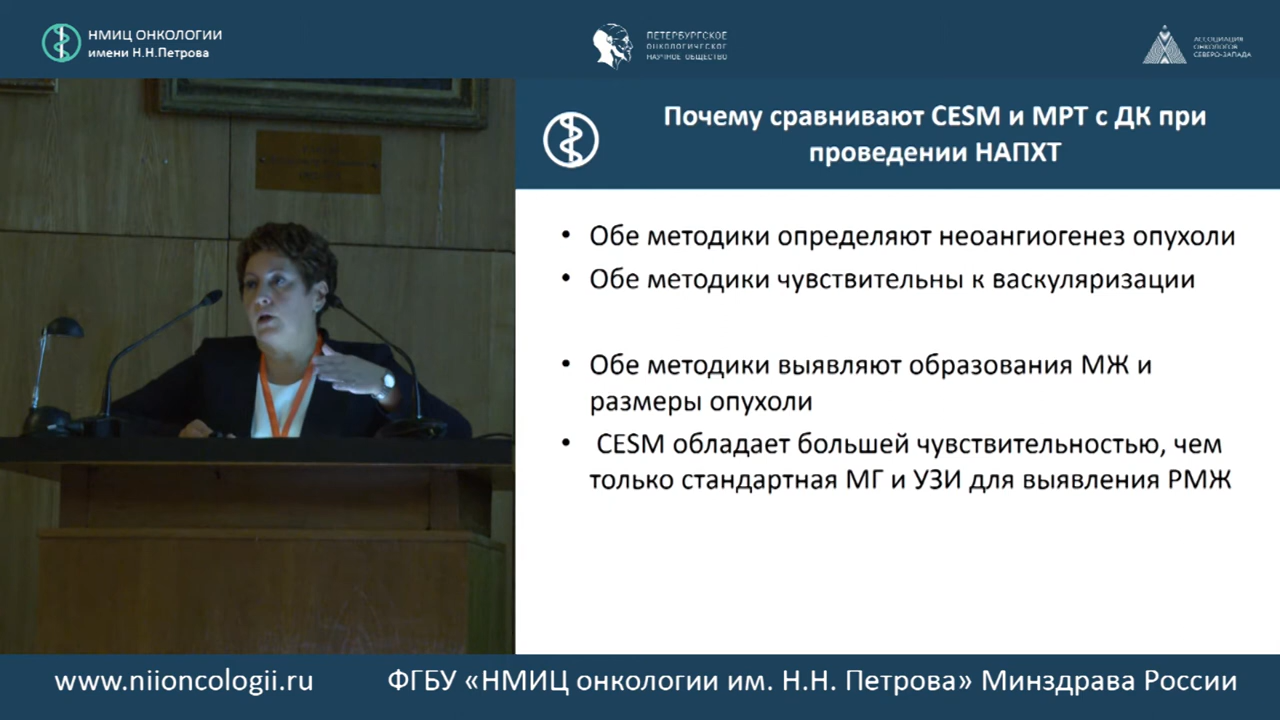 НМИЦ ОНКОЛОГИИ
имени Н.Н.Петрова
ПЕТЕРБУРГСКОЕ
ОНКОЛОГИЧЕСКОЕ
НАУЧНОЕ ОБЩЕСТВО
АССОЦИАЦИЯ
ОНКОЛОГОВ
СЕВЕРО-ЗАПАДА
Почему сравнивают CESM и МРТ с ДК при
проведении НАПХТ
• Обе методики определяют неоангиогенез опухоли
• Обе методики чувствительны к васкуляризации
• Обе методики выявляют образования МЖ и
размеры опухоли
• CESM обладает большей чувствительностью, чем
только стандартная МГ и УЗИ для выявления РМЖ
www.niioncologii.ru
ФГБУ «НМИЦ онкологии им. Н.Н. Петрова» Минздрава России